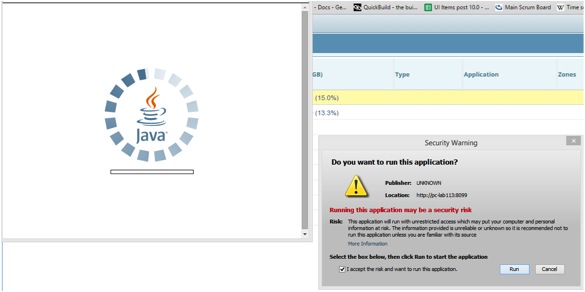 - Docs - Ge...
QuickBuild - the bui...
UI Items post 10.0 - ...
Main Scrum Board
Time s
GB)
Type
Application
Zones
(15.0%)
(13.3%)
Java
Security Warning
Do you want to run this application?
Publisher: UNKNOWN
Location: http://pc-lab113:8099
Running this application may be a security risk
Risk: This application will run with unrestricted access which may put your computer and personal
information at risk. The information provided is unreliable or unknown so it is recommended not to
run this application unless you are familiar with its source
More Information
Select the box below, then click Run to start the application
I accept the risk and want to run this application.
Run
Cancel